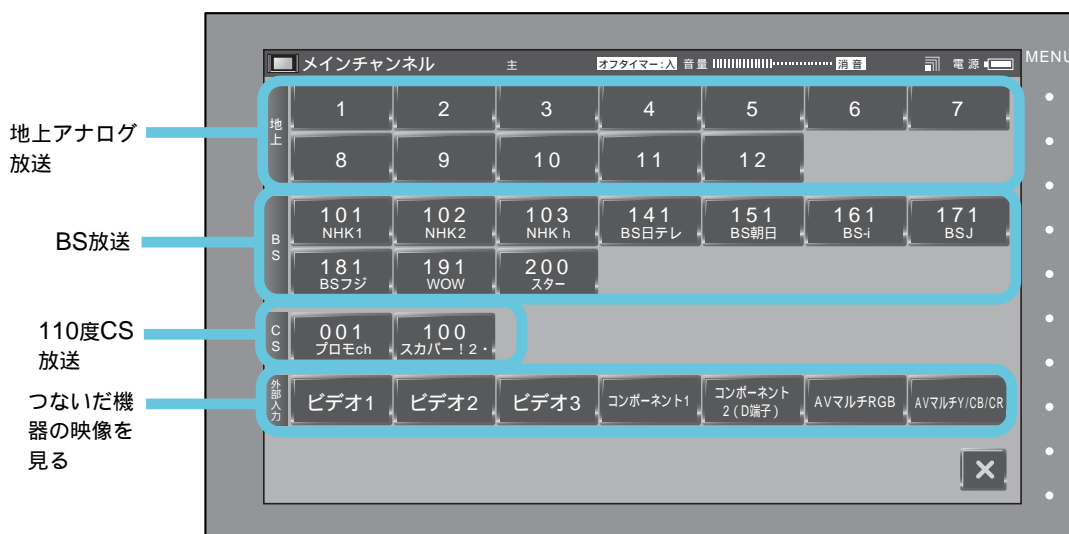 メインチャンネル 主 オフタイマー:入 音量 消音 電源 MENU
地上アナログ
放送
地上
1 2 3 4 5 6 7
8 9 10 11 12
BS放送
BS
101 102 103 141 151 161 171
NHK1 NHK2 NHK h BS日テレ BS朝日 BS-i BSJ
181 191 200
BSフジ WOW スター
110度CS
放送
CS
001 100
プロモch スカパー!2・
つないだ機
器の映像を
見る
外部入力
ビデオ1 ビデオ2 ビデオ3 コンポーネント1 コンポーネント
2(D端子) AVマルチRGB AVマルチY/CB/CR